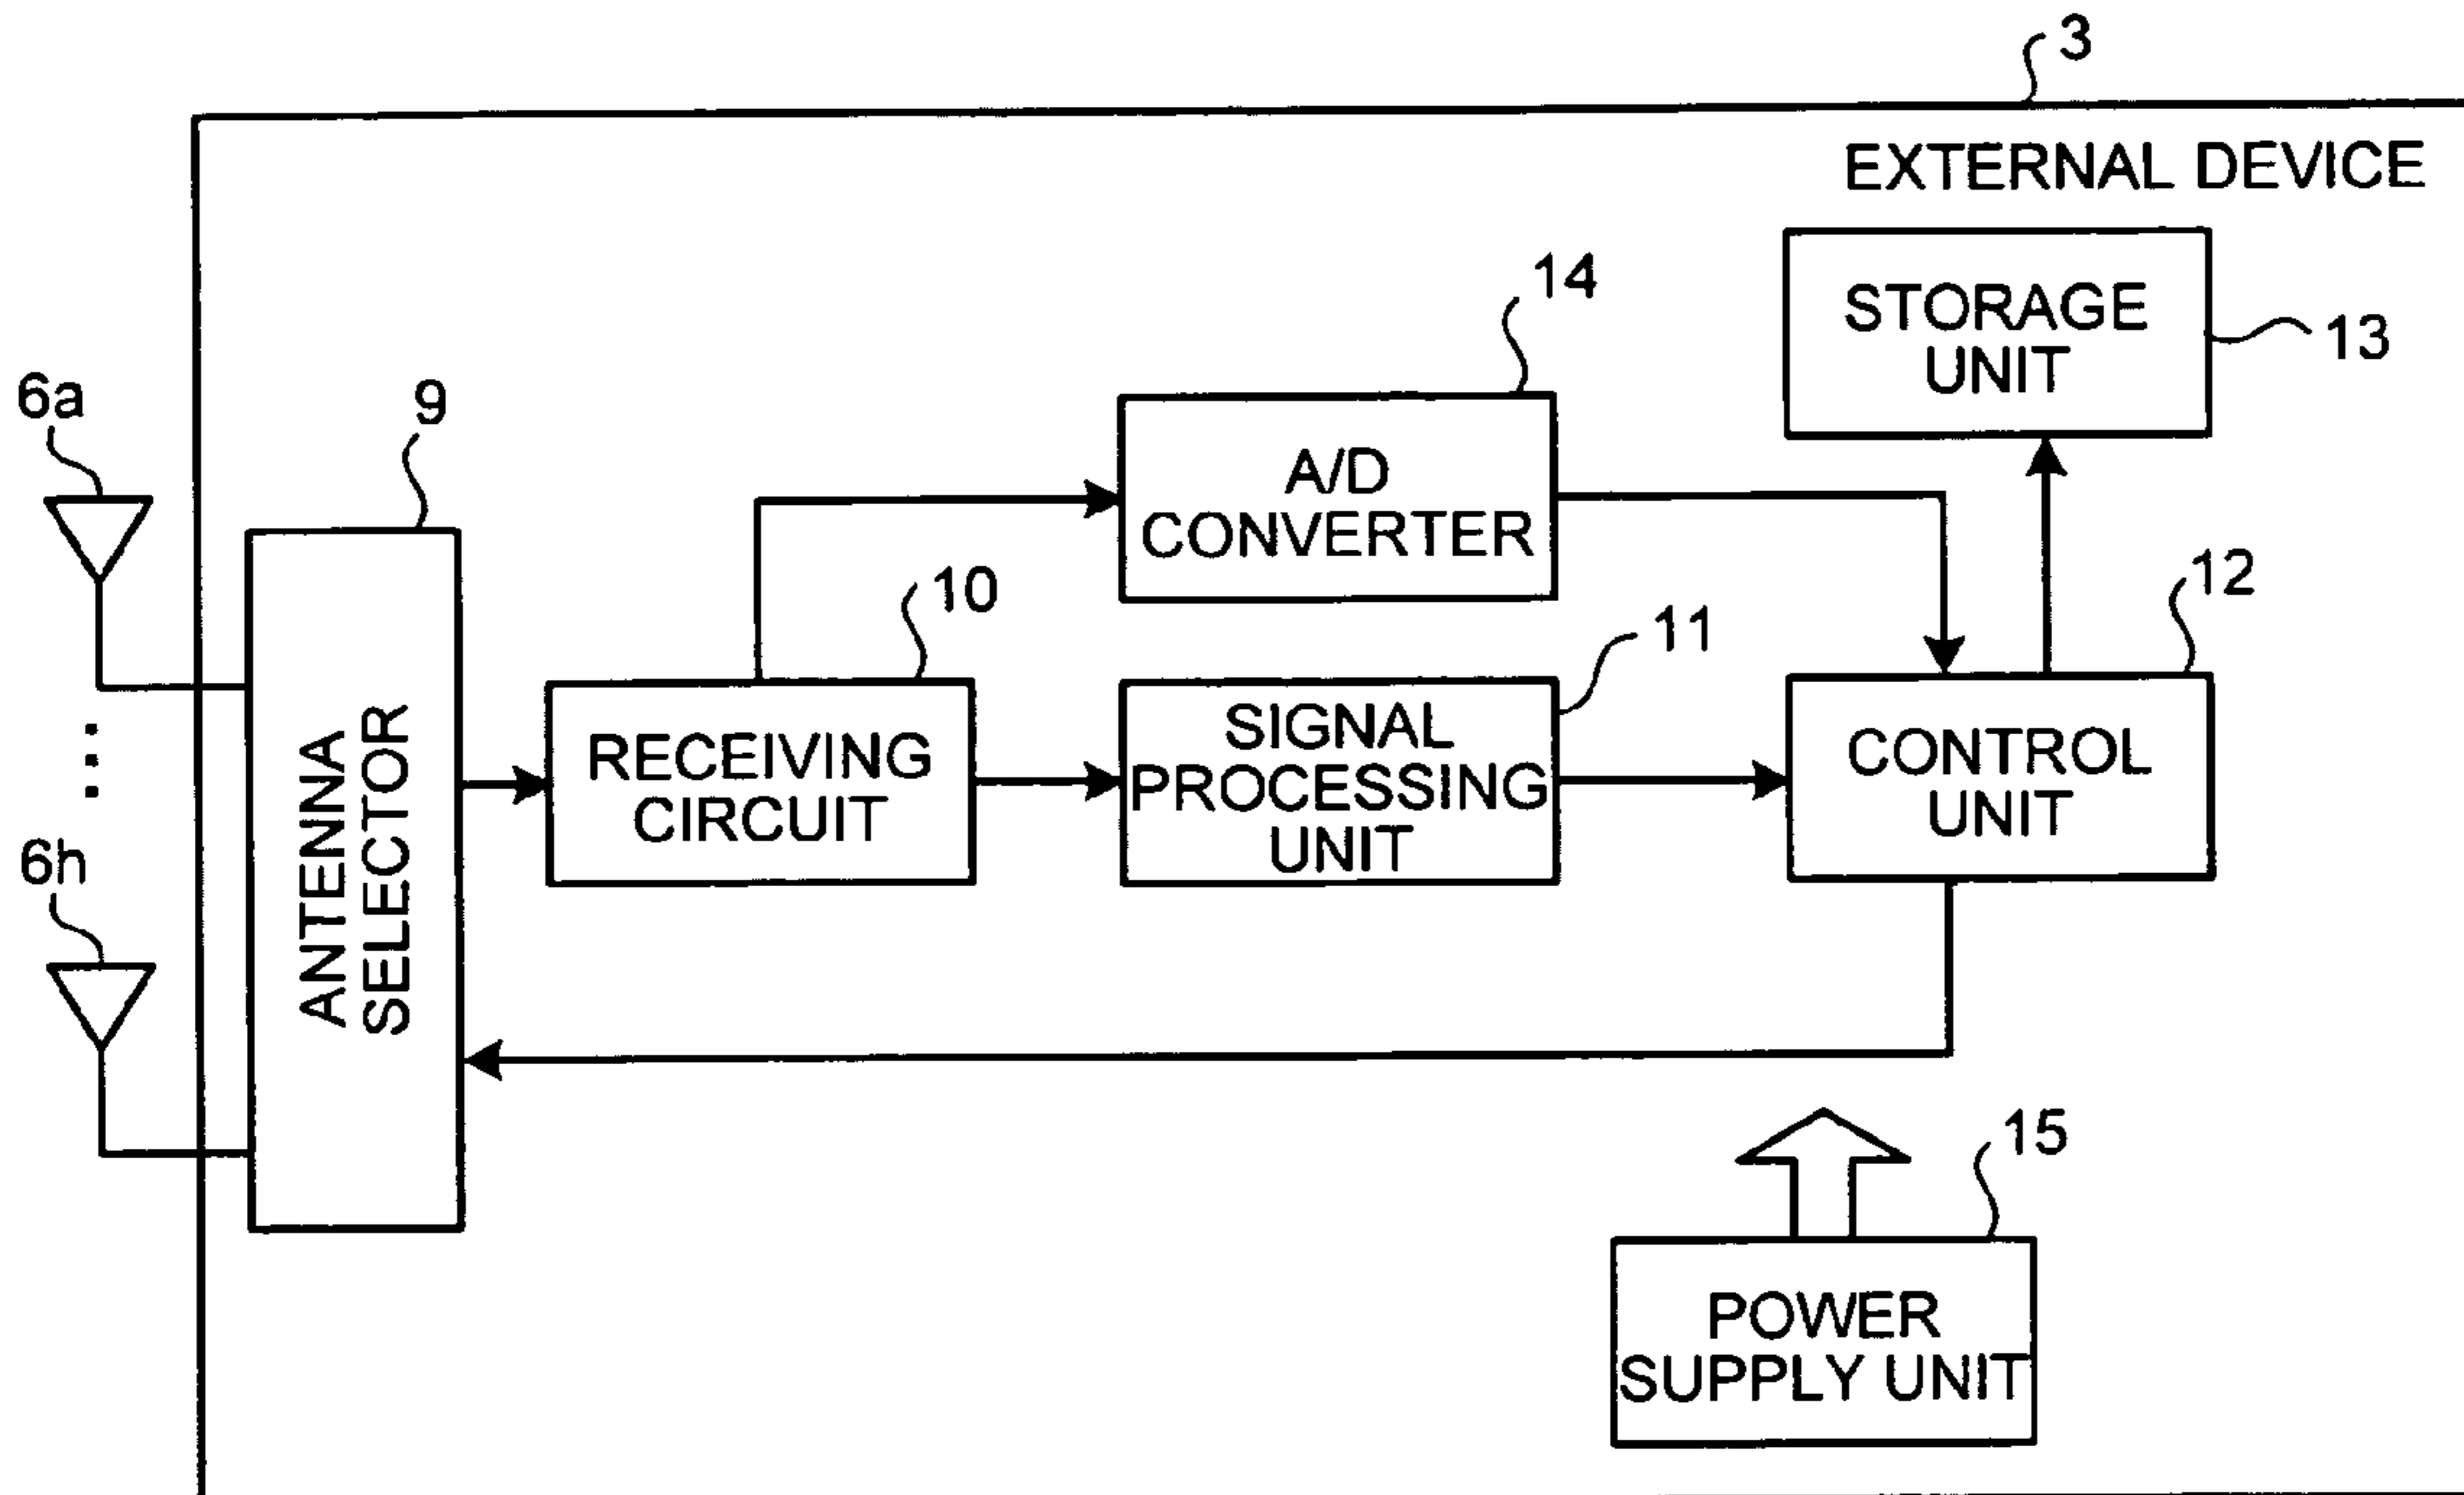 3
EXTERNAL DEVICE
STORAGE
UNIT
13
14
A/D
CONVERTER
6a
9
10
11
12
ANTENNA
SELECTOR
RECEIVING
CIRCUIT
SIGNAL
PROCESSING
UNIT
CONTROL
UNIT
6h
15
POWER
SUPPLY UNIT